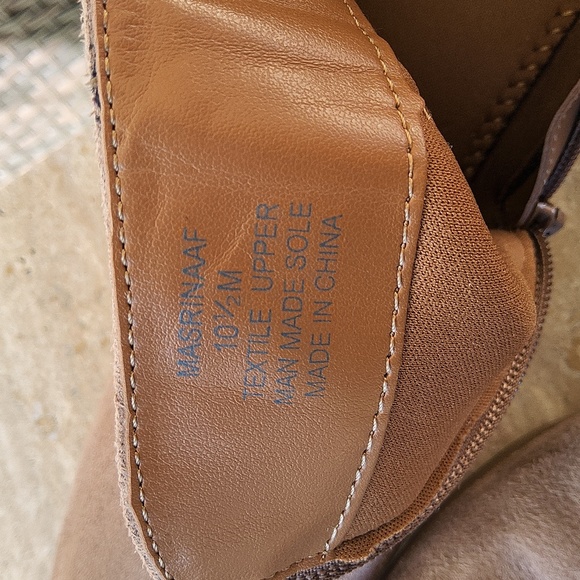 MASRINAAF
10½M
TEXTILE UPPER
MAN MADE SOLE
MADE IN CHINA